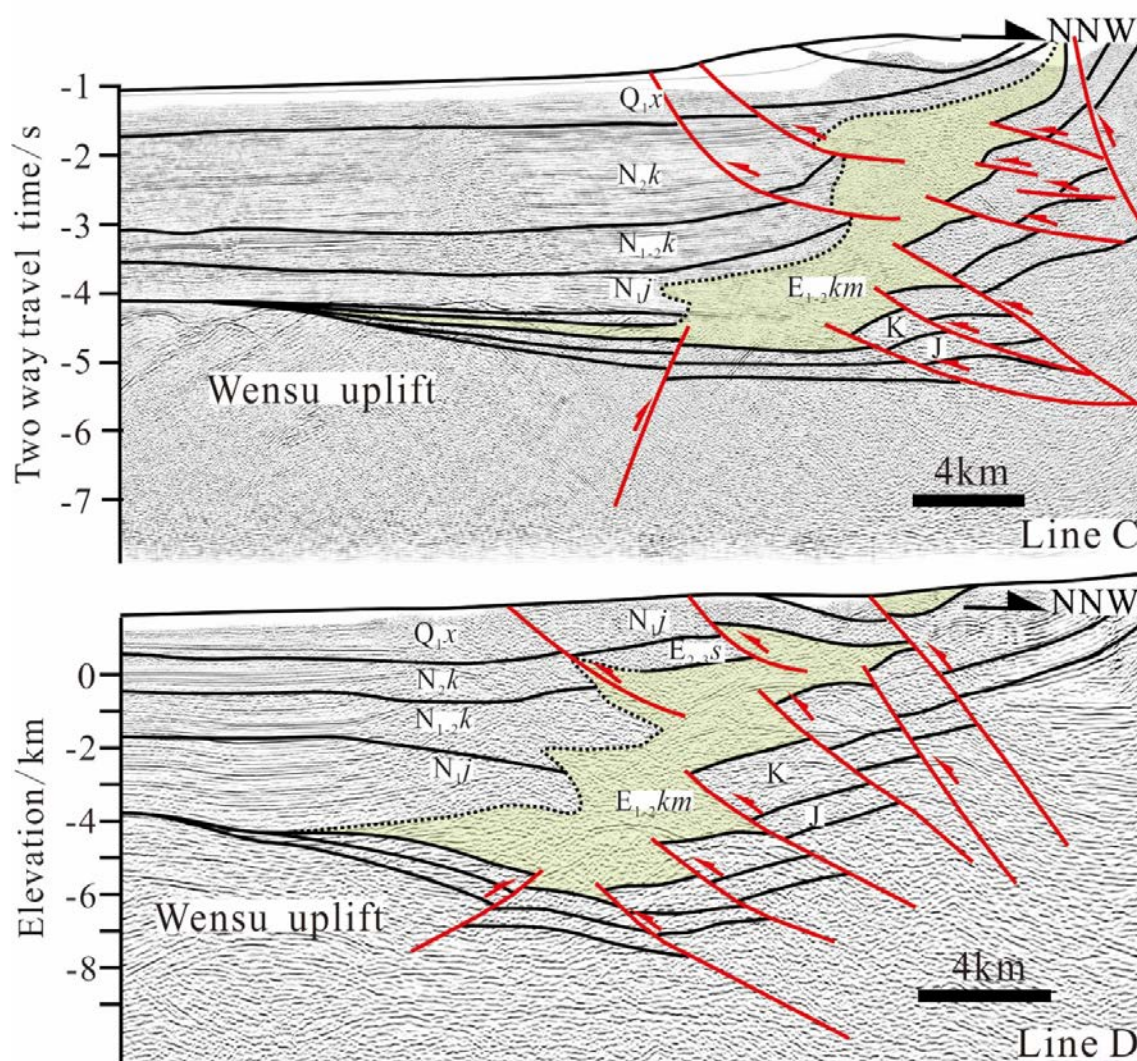 NNW
-1
Q₁x
-2
N₂k
-3
N₁₋₂k
-4
N₁j
E₁₋₂km
K
J
-5
Wensu uplift
-6
4km
-7
Line C
Two way travel time/s
NNW
N₁j
Q₁x
E₂₋₃s
0
N₂k
N₁₋₂k
-2
N₁j
K
E₁₋₂km
-4
J
-6
Wensu uplift
4km
-8
Line D
Elevation/km